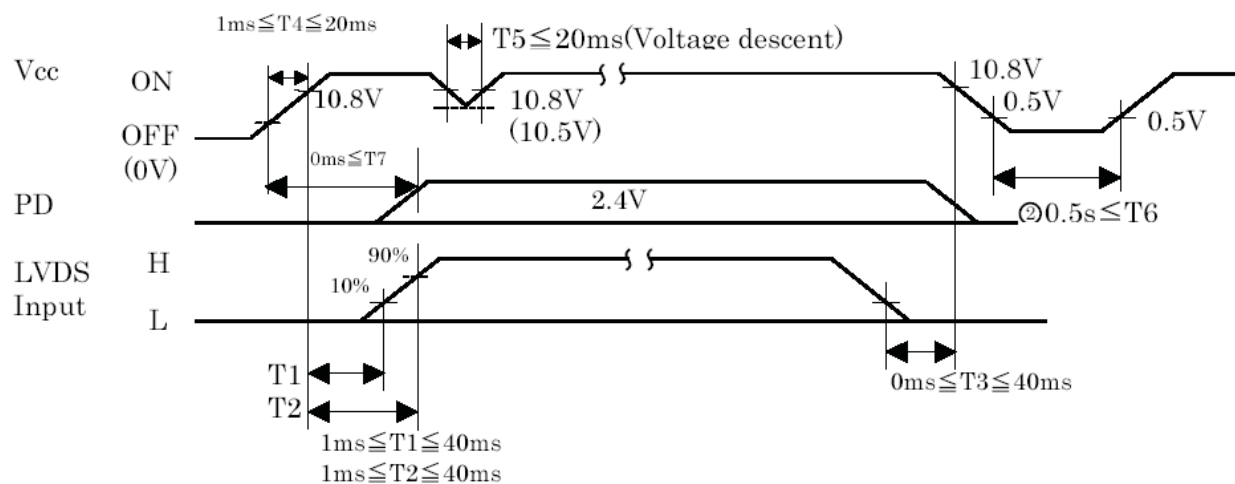 1ms≦T4≦20ms
T5≦20ms(Voltage descent)
Vcc
ON
10.8V
10.8V
(10.5V)
10.8V
0.5V
0.5V
OFF
(0V)
0ms≦T7
PD
2.4V
②0.5s≦T6
LVDS
Input
H
90%
10%
L
T1
T2
0ms≦T3≦40ms
1ms≦T1≦40ms
1ms≦T2≦40ms